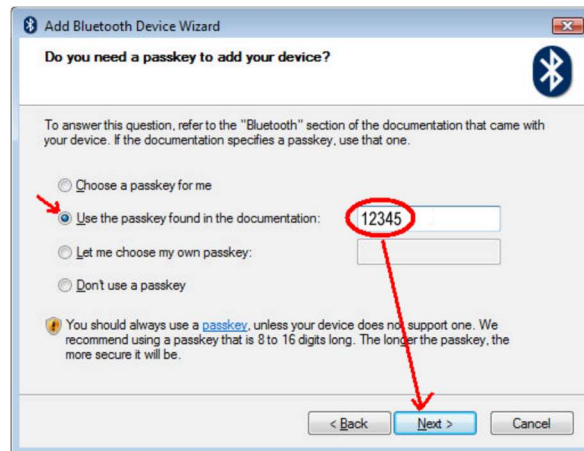 Add Bluetooth Device Wizard
Do you need a passkey to add your device?
To answer this question, refer to the "Bluetooth" section of the documentation that came with
your device. If the documentation specifies a passkey, use that one.
Choose a passkey for me
Use the passkey found in the documentation: 12345
Let me choose my own passkey:
Don't use a passkey
You should always use a passkey, unless your device does not support one. We
recommend using a passkey that is 8 to 16 digits long. The longer the passkey, the
more secure it will be.
< Back Next > Cancel